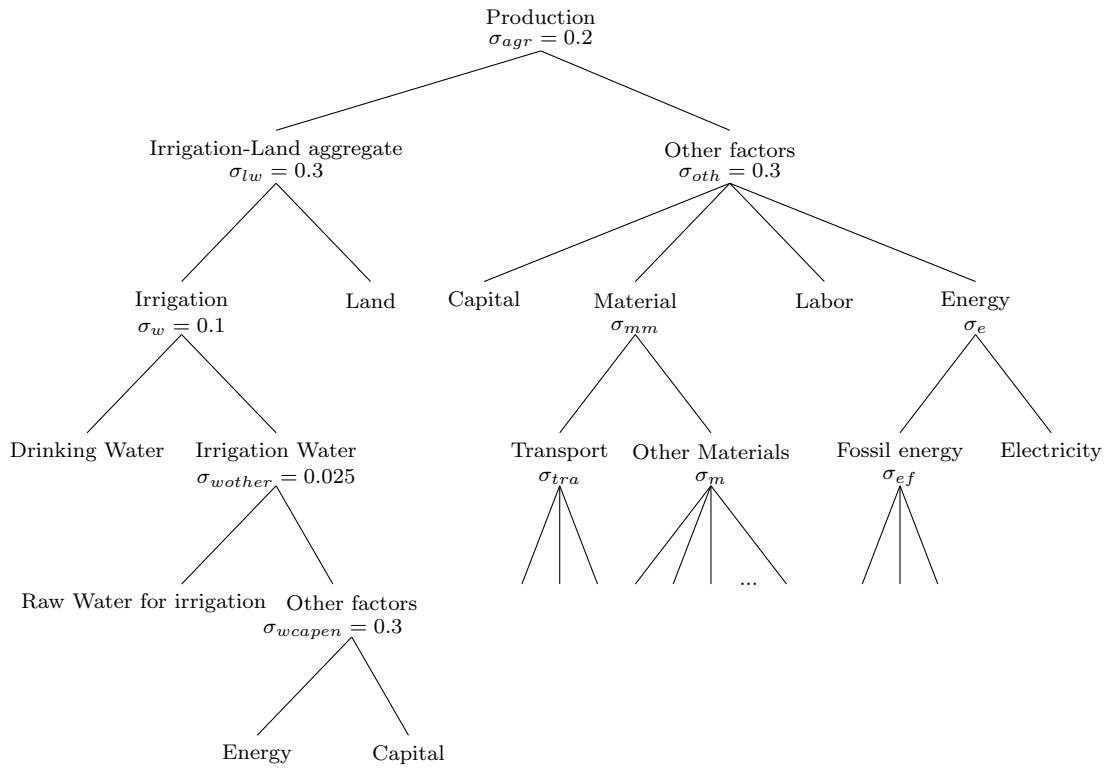 Production
σ_agr = 0.2
Irrigation-Land aggregate
σ_lw = 0.3
Other factors
σ_oth = 0.3
Irrigation
σ_w = 0.1
Land
Capital
Material
σ_mm
Labor
Energy
σ_e
Drinking Water
Irrigation Water
σ_wother = 0.025
Transport
σ_tra
Other Materials
σ_m
Fossil energy
σ_ef
Electricity
...
Raw Water for irrigation
Other factors
σ_wcapen = 0.3
Energy
Capital